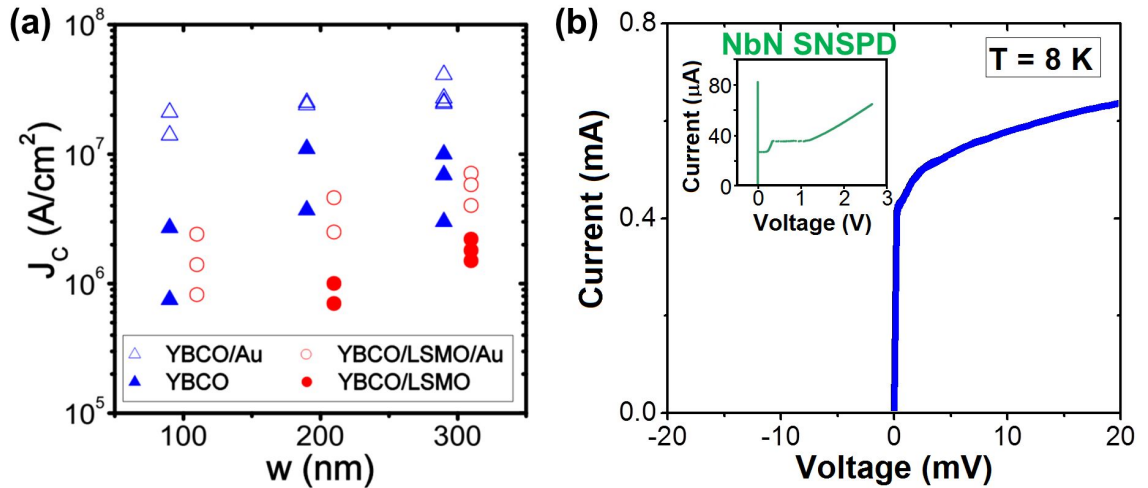 (a)
10^8
10^7
10^6
10^5
J_C (A/cm^2)
△ YBCO/Au ○ YBCO/LSMO/Au
▲ YBCO ● YBCO/LSMO
100 200 300
w (nm)
(b)
0.8
0.4
0.0
Current (mA)
NbN SNSPD
T = 8 K
80
40
0
Current (μA)
0 1 2 3
Voltage (V)
-20 -10 0 10 20
Voltage (mV)